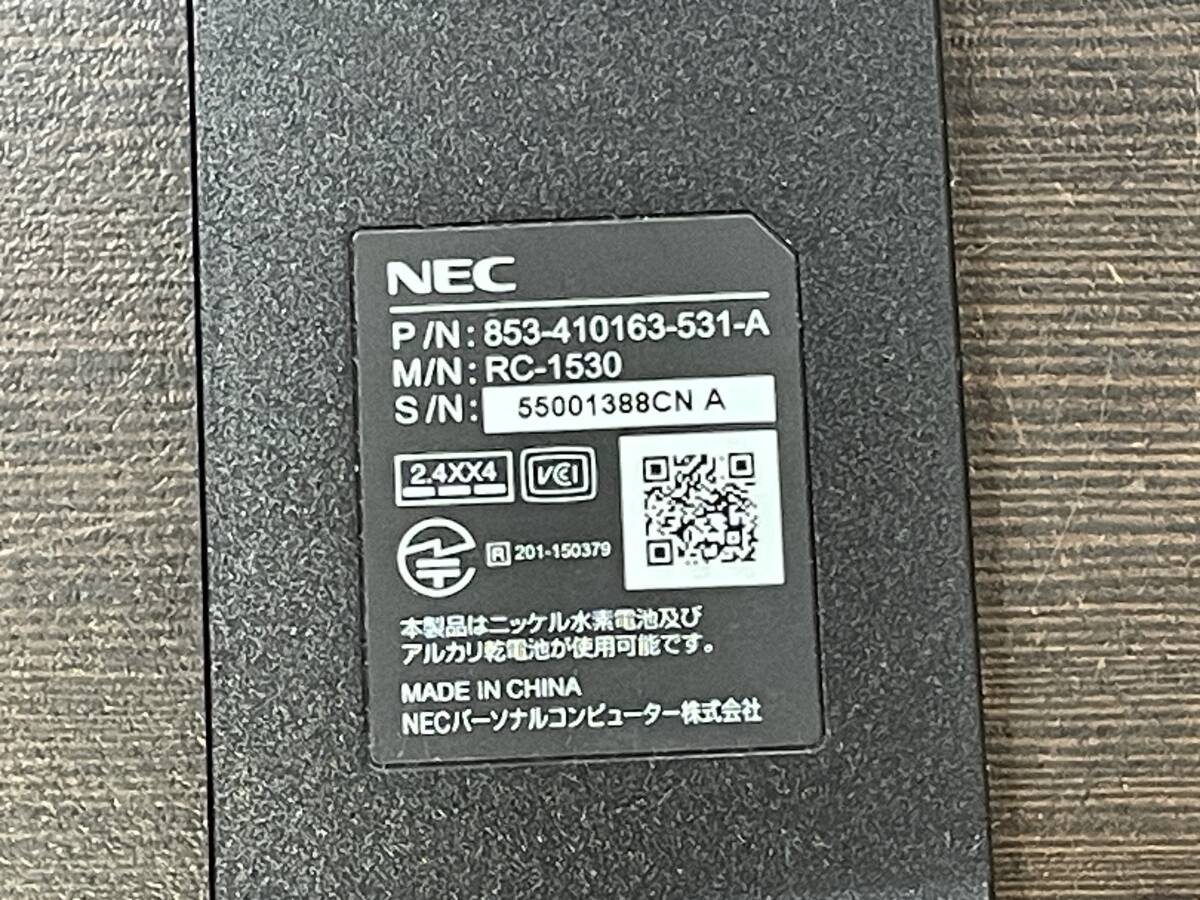 NEC
P/N: 853-410163-531-A
M/N: RC-1530
S/N: 55001388CN A
2.4XX4
VCCI
R 201-150379
本製品はニッケル水素電池及び
アルカリ乾電池が使用可能です。
MADE IN CHINA
NECパーソナルコンピューター株式会社